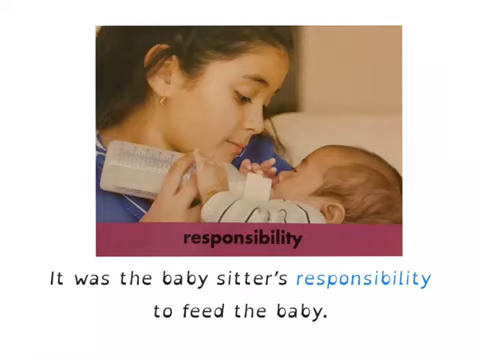 responsibility
It was the baby sitter's responsibility
to feed the baby.